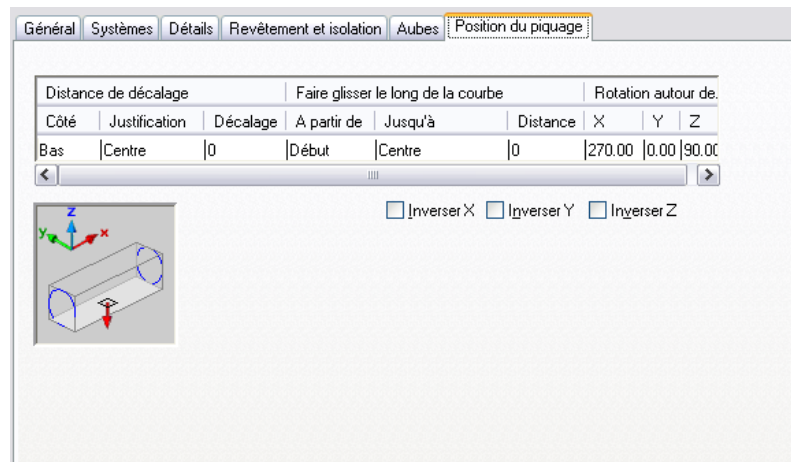 Général Systèmes Détails Revêtement et isolation Aubes Position du piquage
Distance de décalage Faire glisser le long de la courbe Rotation autour de.
Côté Justification Décalage A partir de Jusqu'à Distance X Y Z
Bas Centre 0 Début Centre 0 270.00 0.00 90.00
Inverser X Inverser Y Inverser Z
z
y x